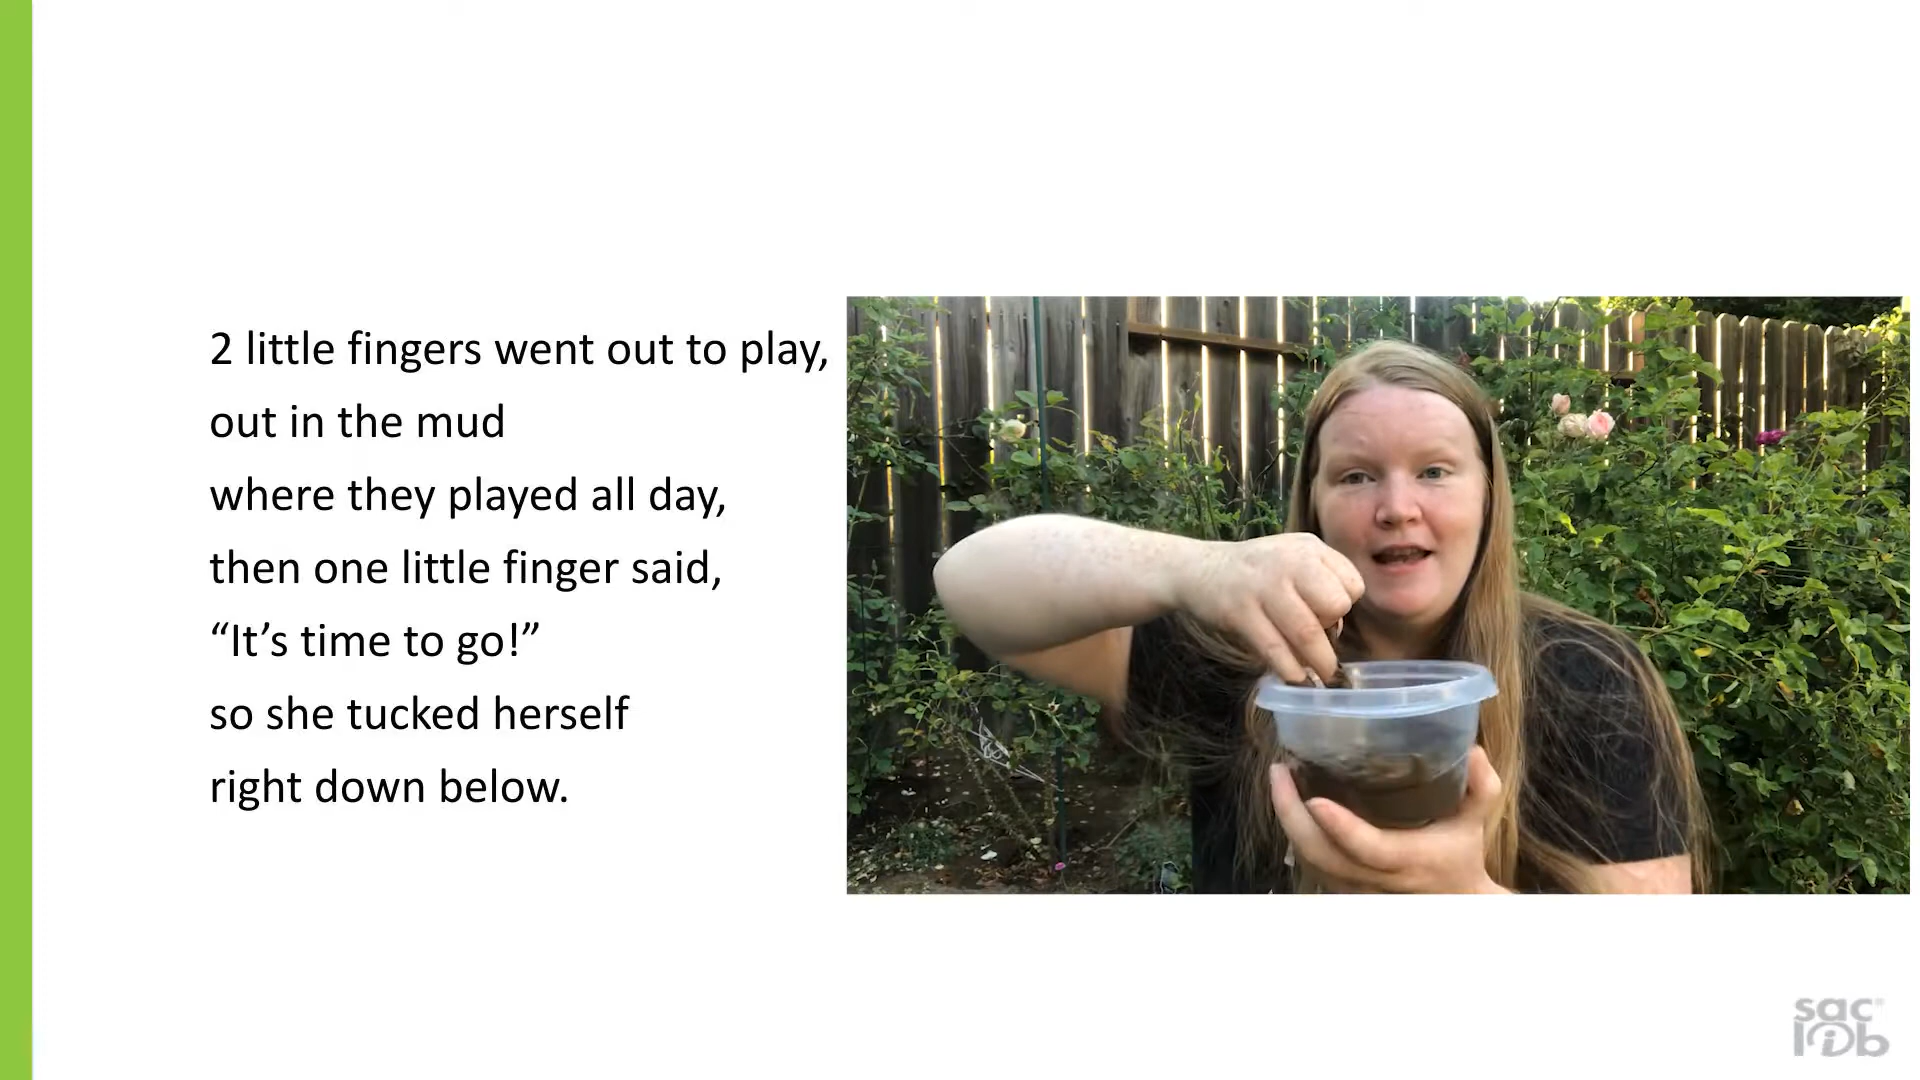 2 little fingers went out to play,
out in the mud
where they played all day,
then one little finger said,
“It’s time to go!”
so she tucked herself
right down below.
sac
lib